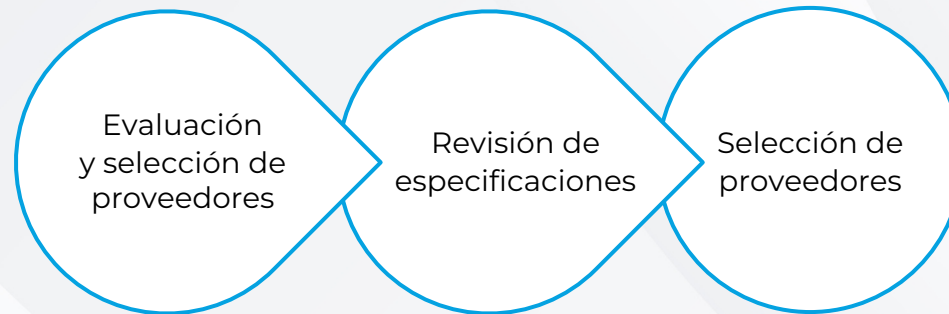 Evaluación
y selección de
proveedores
Revisión de
especificaciones
Selección de
proveedores